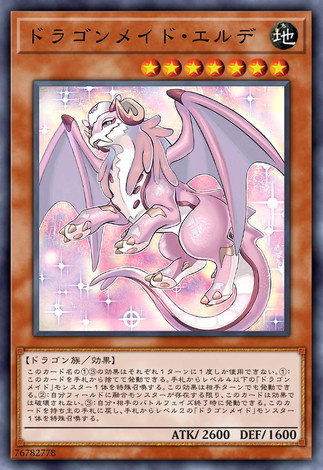 ドラゴンメイド・エルデ
地
【ドラゴン族／効果】
このカード名の①③の効果はそれぞれ１ターンに１度しか使用できない。①：
このカードを手札から捨てて発動できる。手札からレベル４以下の「ドラゴン
メイド」モンスター１体を特殊召喚する。この効果は相手ターンでも発動でき
る。②：自分フィールドに融合モンスターが存在する限り、このカードは効果で
は破壊されない。③：自分・相手のバトルフェイズ終了時に発動できる。このカー
ドを持ち主の手札に戻し、手札からレベル２の「ドラゴンメイド」モンスター
１体を特殊召喚する。
ATK/ 2600 DEF/1600
76782778